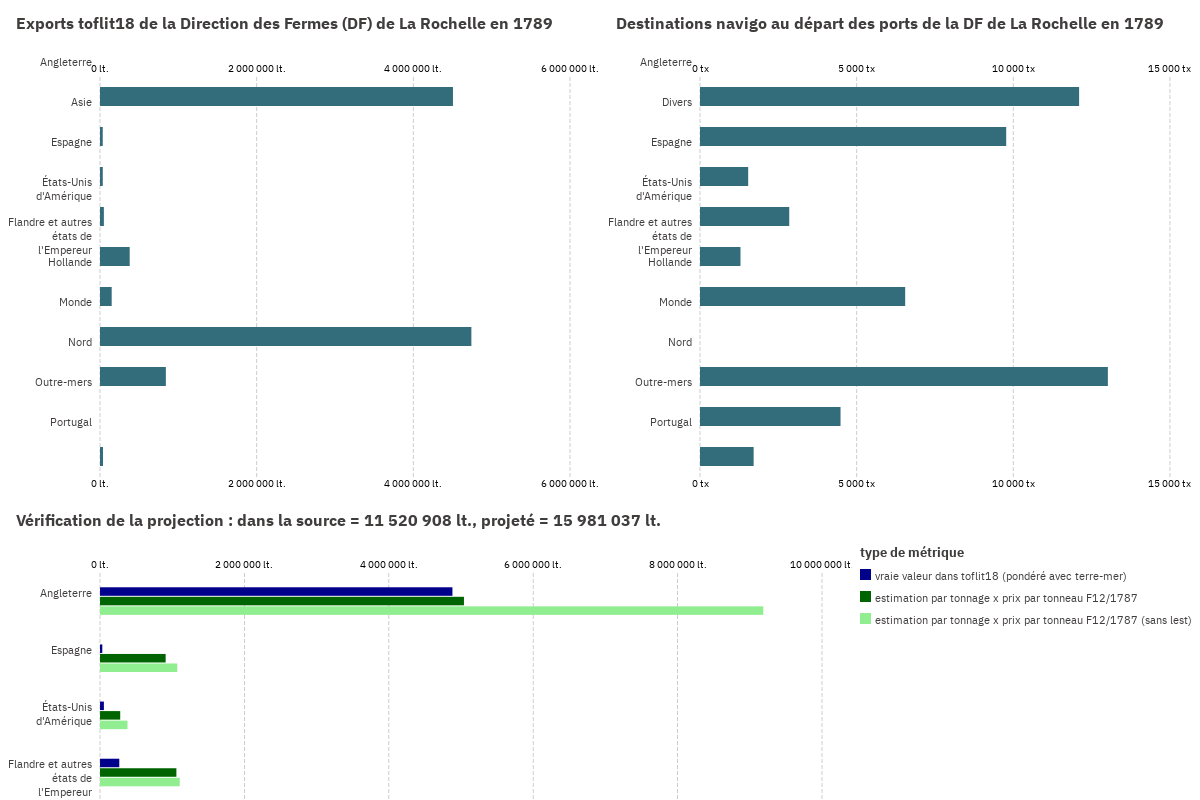 Exports toflit18 de la Direction des Fermes (DF) de La Rochelle en 1789
0 lt.
2 000 000 lt.
4 000 000 lt.
6 000 000 lt.
Angleterre
Asie
Espagne
États-Unis
d'Amérique
Flandre et autres
états de
l'Empereur
Hollande
Monde
Nord
Outre-mers
Portugal
0 lt.
2 000 000 lt.
4 000 000 lt.
6 000 000 lt.
Destinations navigo au départ des ports de la DF de La Rochelle en 1789
0 tx
5 000 tx
10 000 tx
15 000 tx
Angleterre
Divers
Espagne
États-Unis
d'Amérique
Flandre et autres
états de
l'Empereur
Hollande
Monde
Nord
Outre-mers
Portugal
0 tx
5 000 tx
10 000 tx
15 000 tx
Vérification de la projection : dans la source = 11 520 908 lt., projeté = 15 981 037 lt.
0 lt.
2 000 000 lt.
4 000 000 lt.
6 000 000 lt.
8 000 000 lt.
10 000 000 lt
Angleterre
Espagne
États-Unis
d'Amérique
Flandre et autres
états de
l'Empereur
type de métrique
vraie valeur dans toflit18 (pondéré avec terre-mer)
estimation par tonnage x prix par tonneau F12/1787
estimation par tonnage x prix par tonneau F12/1787 (sans lest)